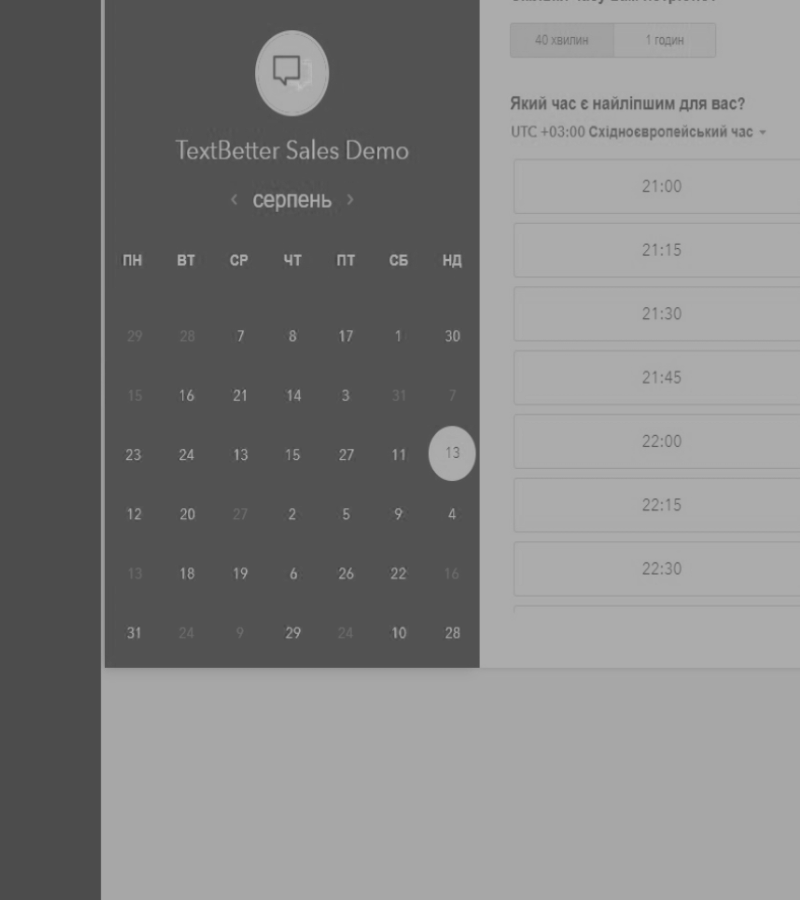 40 хвилин 1 годин
Який час є найліпшим для вас?
UTC +03:00 Східноєвропейський час
TextBetter Sales Demo
< серпень >
ПН ВТ СР ЧТ ПТ СБ НД
29 28 7 8 17 1 30
15 16 21 14 3 31 7
23 24 13 15 27 11 13
12 20 27 2 5 9 4
13 18 19 6 26 22 16
31 24 9 29 24 10 28
21:00
21:15
21:30
21:45
22:00
22:15
22:30